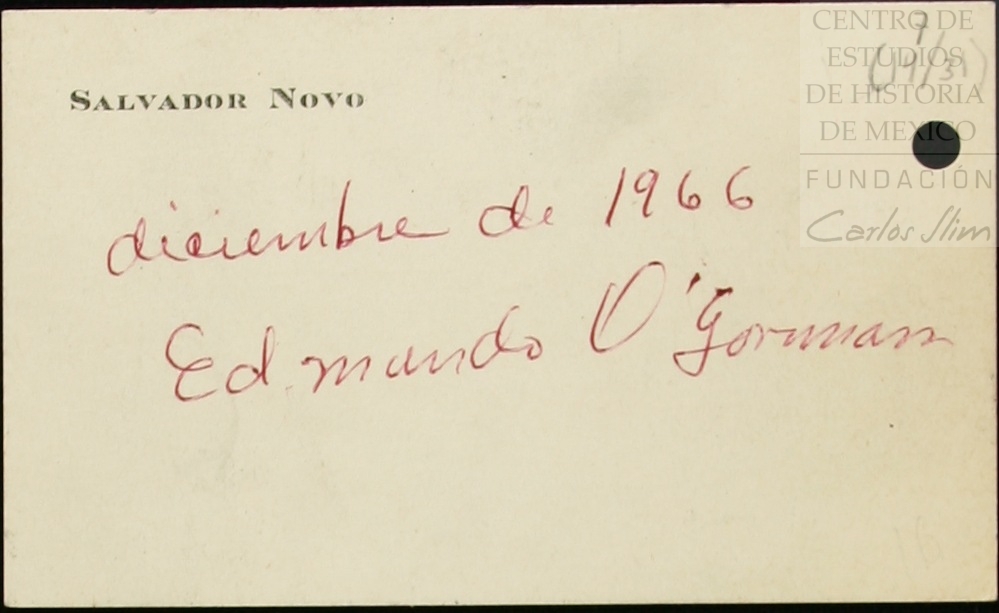 SALVADOR NOVO
diciembre de 1966
Edmundo O'Gorman
CENTRO DE
ESTUDIOS
DE HISTORIA
DE MEXICO
FUNDACIÓN
Carlos Slim